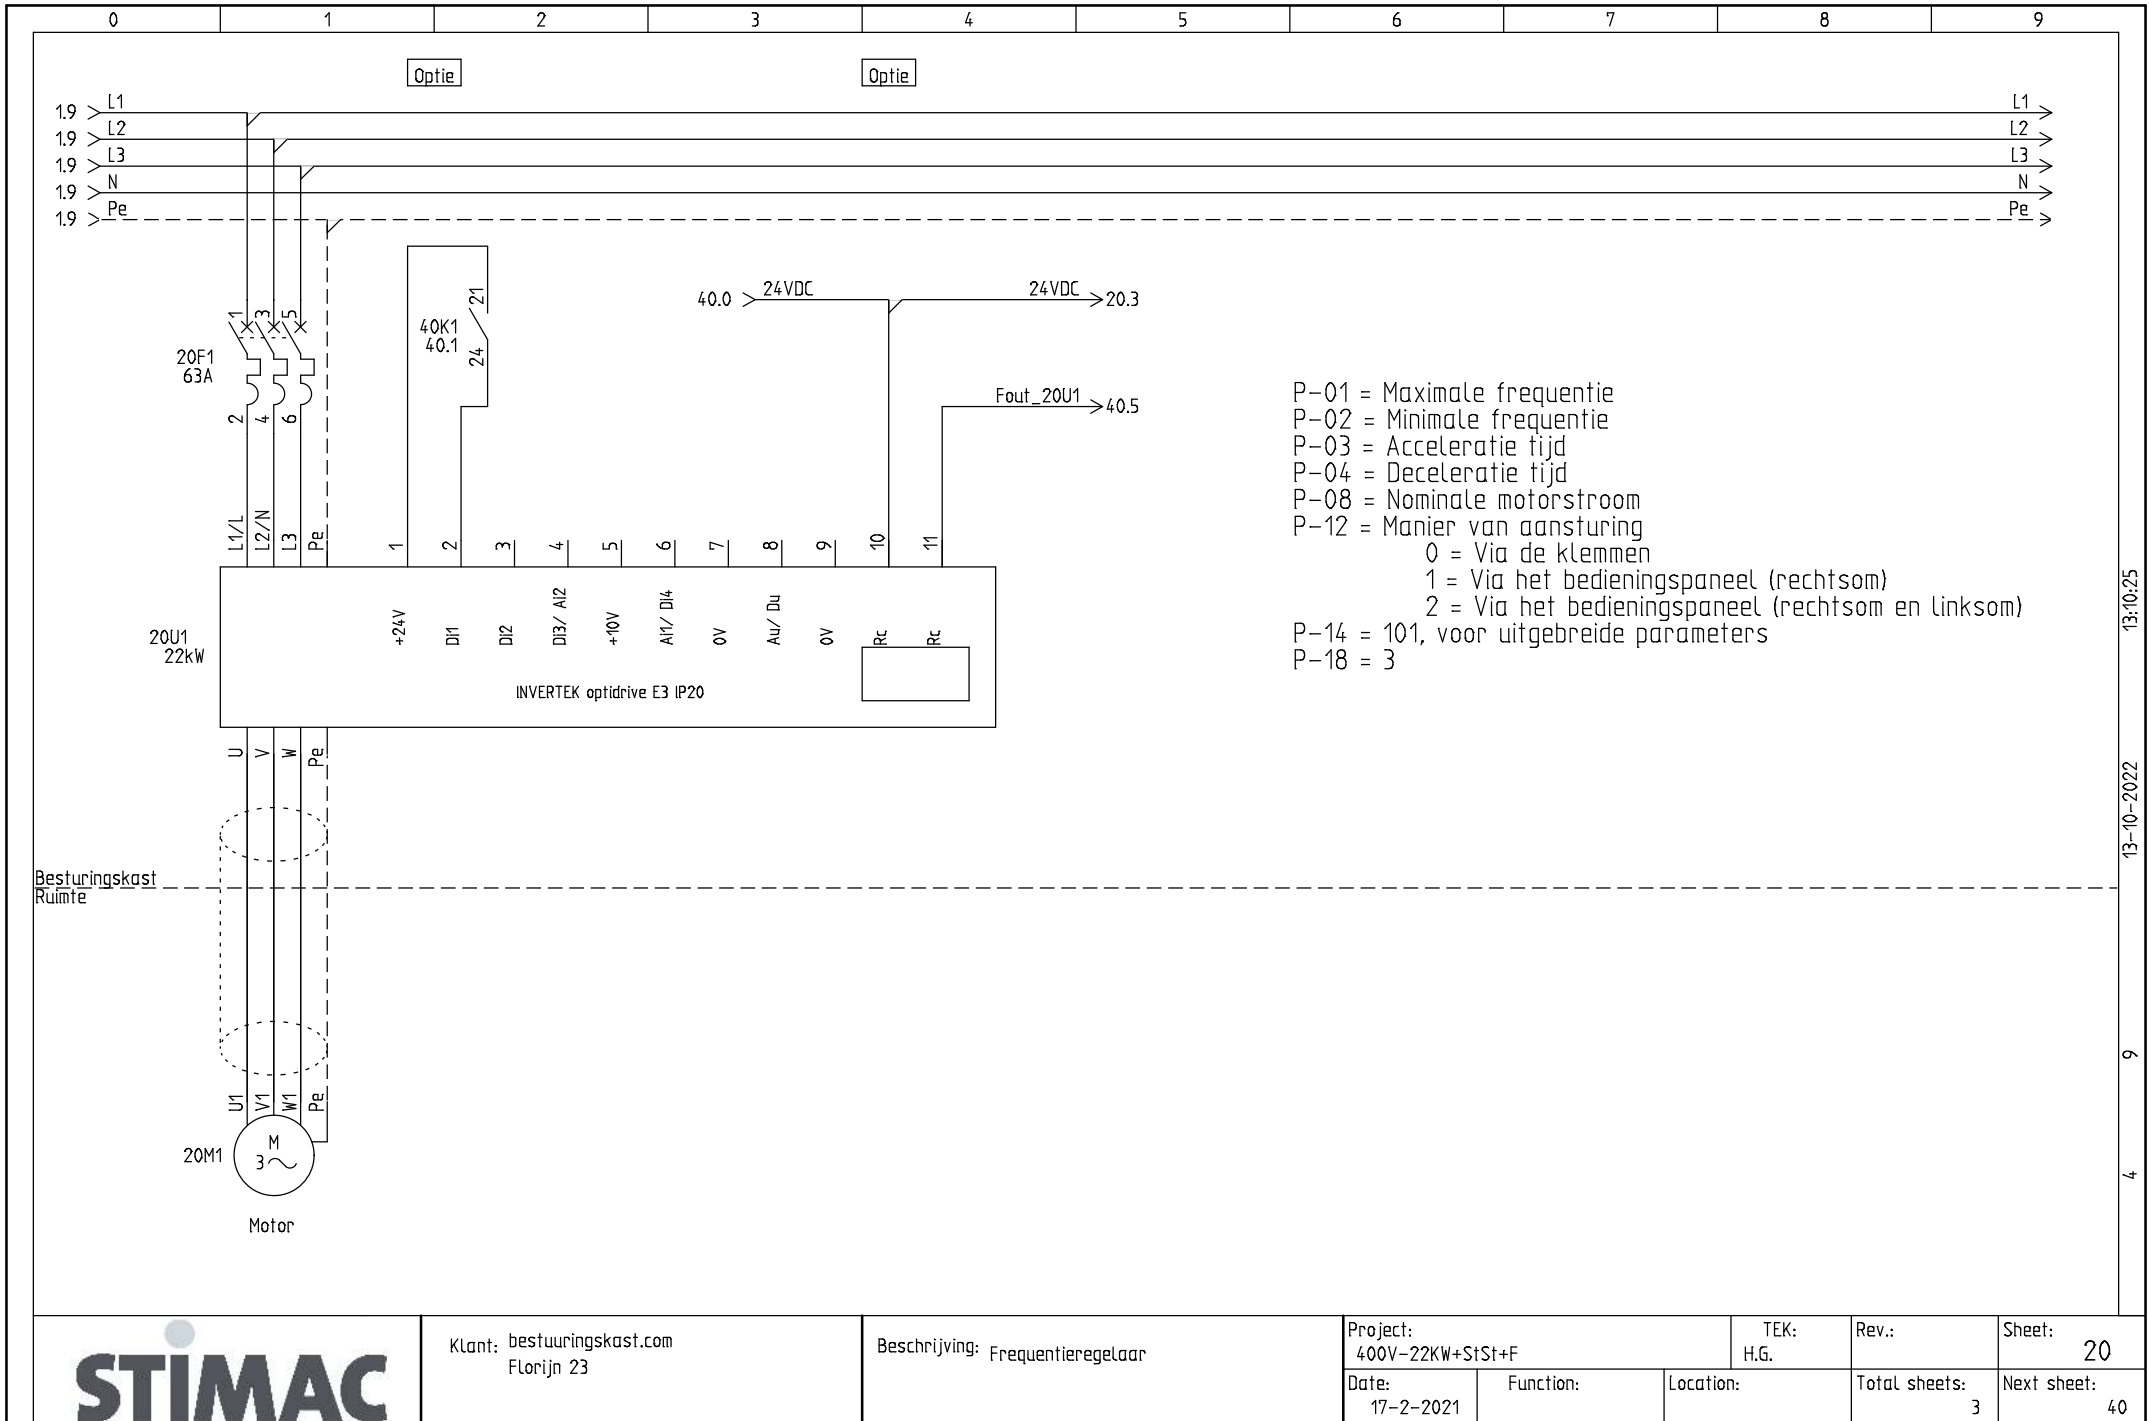 0 1 2 3 4 5 6 7 8 9
Optie
Optie
1.9 L1 L1
1.9 L2 L2
1.9 L3 L3
1.9 N N
1.9 Pe Pe
40.0 24VDC 24VDC 20.3
1 3 5
20F1
63A
2 4 6
21
40K1
40.1
24
Fout_20U1 40.5
P-01 = Maximale frequentie
P-02 = Minimale frequentie
P-03 = Acceleratie tijd
P-04 = Deceleratie tijd
P-08 = Nominale motorstroom
P-12 = Manier van aansturing
0 = Via de klemmen
1 = Via het bedieningspaneel (rechtsom)
2 = Via het bedieningspaneel (rechtsom en linksom)
P-14 = 101, voor uitgebreide parameters
P-18 = 3
L1/L L2/N L3 Pe 1 2 3 4 5 6 7 8 9 10 11
+24V DI1 DI2 DI3/ AI2 +10V AI1/ DI4 0V Au/ Du 0V Rc Rc
20U1
22kW
INVERTEK optidrive E3 IP20
U V W Pe
Besturingskast
Ruimte
U1 V1 W1 Pe
20M1
M
3
Motor
13:10:25
13-10-2022
9
4
STIMAC
Klant: bestuuringskast.com
Florijn 23
Beschrijving: Frequentieregelaar
Project:
400V-22KW+StSt+F
TEK:
H.G.
Rev.:
Sheet:
20
Date:
17-2-2021
Function:
Location:
Total sheets:
3
Next sheet:
40